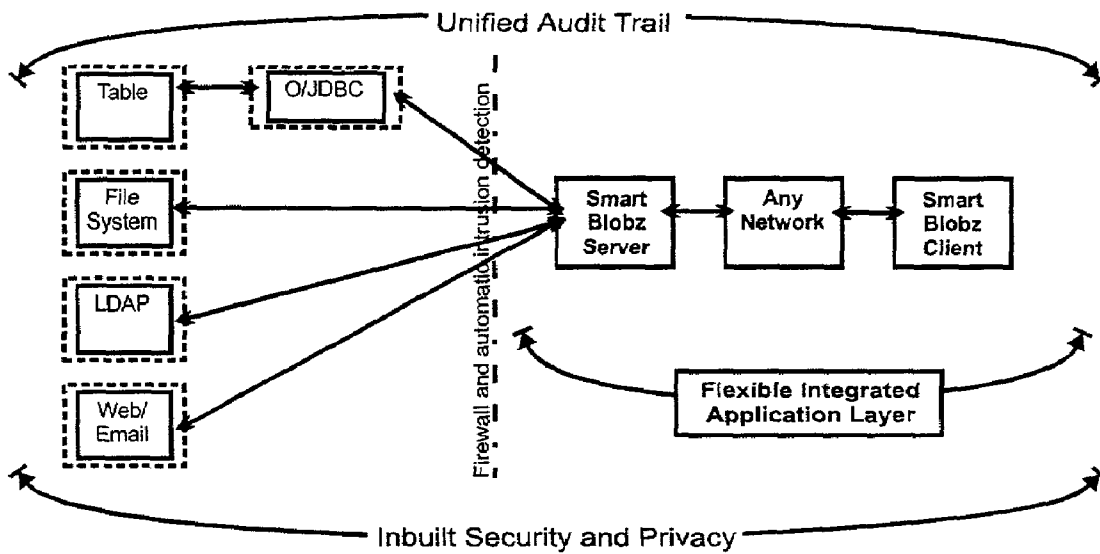 Unified Audit Trail
Table
O/JDBC
File
System
LDAP
Web/
Email
Firewall and automatic intrusion detection
Smart
Blobz
Server
Any
Network
Smart
Blobz
Client
Flexible Integrated
Application Layer
Inbuilt Security and Privacy